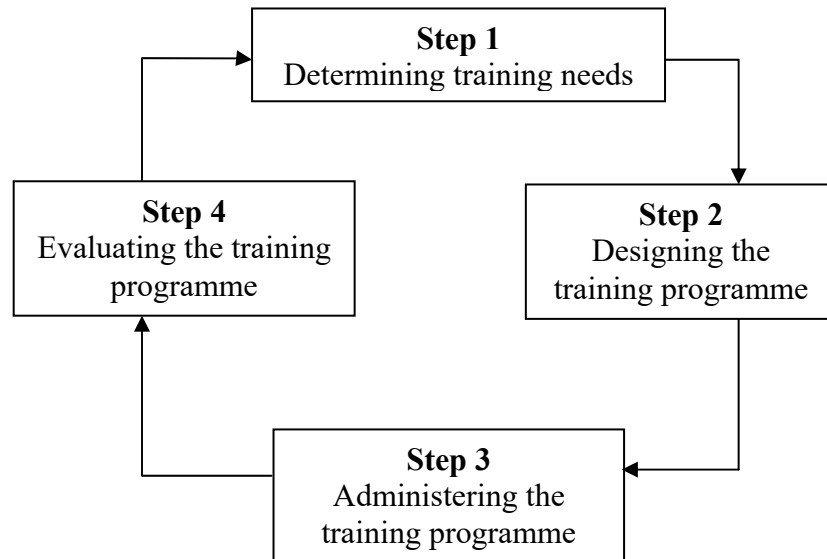 Step 1
Determining training needs
Step 2
Designing the
training programme
Step 3
Administering the
training programme
Step 4
Evaluating the training
programme